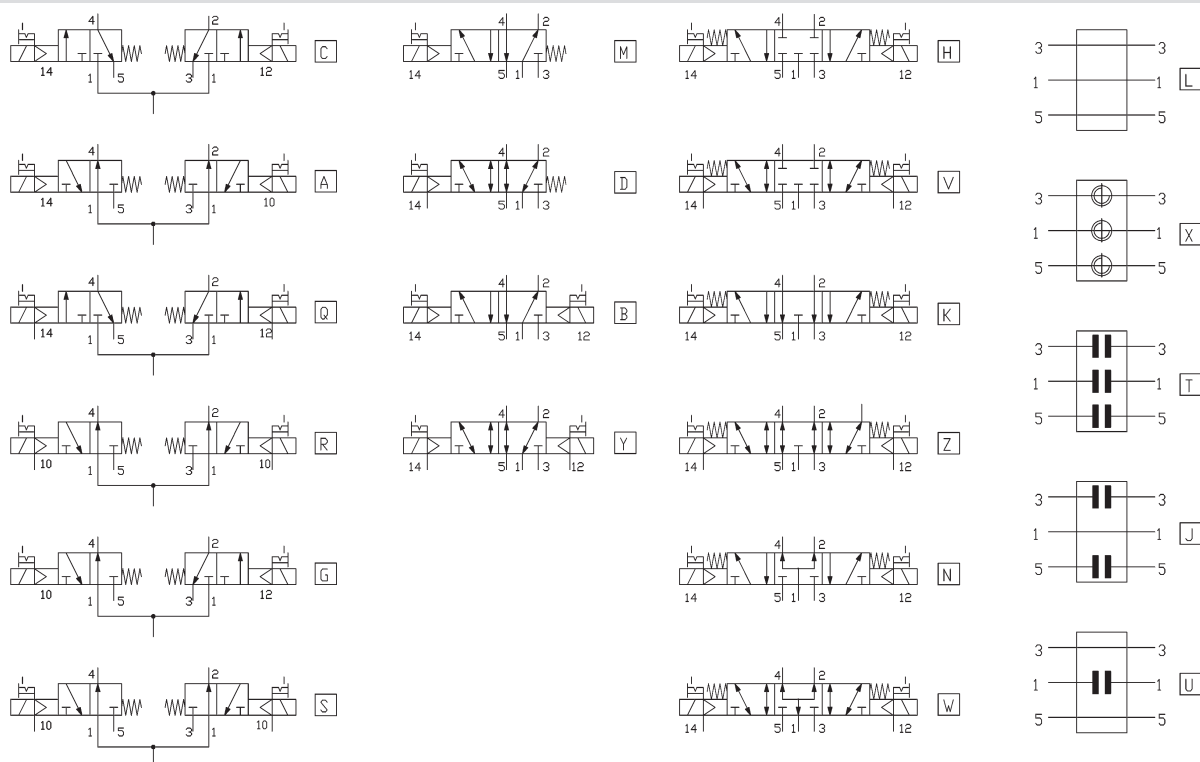 4 2
14 1 5 3 1 12
C
4 2
14 5 1 3
M
4 2
14 5 1 3 12
H
3 3
1 1
5 5
L
4 2
14 1 5 3 1 10
A
4 2
14 5 1 3
D
4 2
14 5 1 3 12
V
3 3
1 1
5 5
X
4 2
14 1 5 3 1 12
Q
4 2
14 5 1 3 12
B
4 2
14 5 1 3 12
K
3 3
1 1
5 5
T
4 2
10 1 5 3 1 10
R
4 2
14 5 1 3 12
Y
4 2
14 5 1 3 12
Z
3 3
1 1
5 5
J
4 2
10 1 5 3 1 12
G
4 2
14 5 1 3 12
N
3 3
1 1
5 5
U
4 2
10 1 5 3 1 10
S
4 2
14 5 1 3 12
W